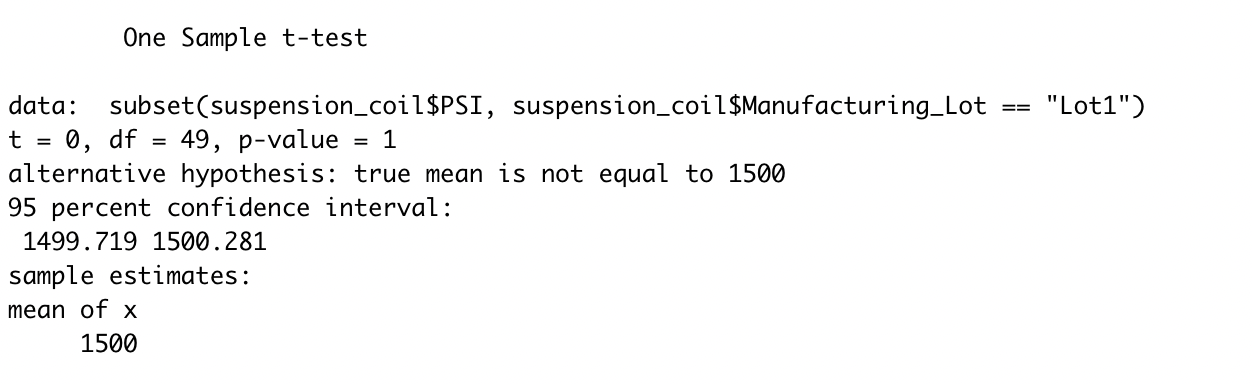 One Sample t-test
data:  subset(suspension_coil$PSI, suspension_coil$Manufacturing_Lot == "Lot1")
t = 0, df = 49, p-value = 1
alternative hypothesis: true mean is not equal to 1500
95 percent confidence interval:
 1499.719 1500.281
sample estimates:
mean of x
     1500